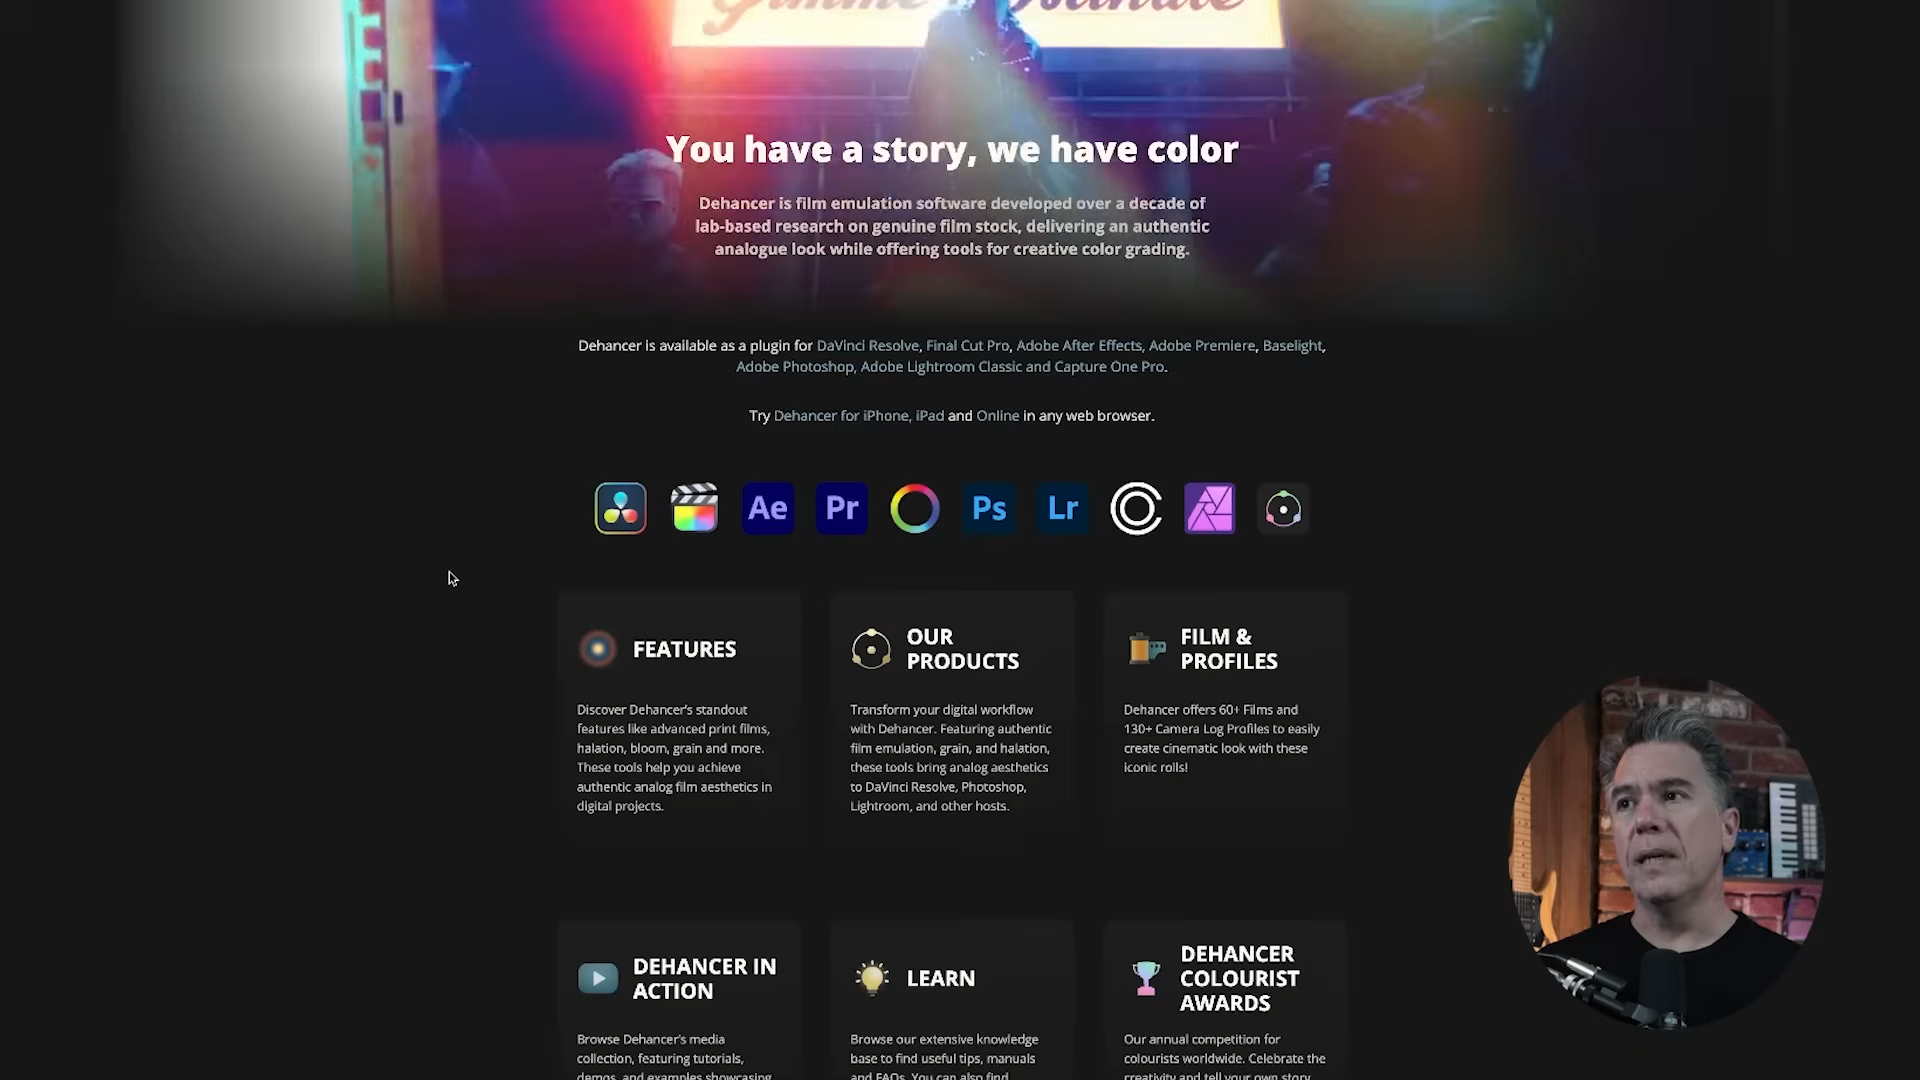 You have a story, we have color
Dehancer is film emulation software developed over a decade of
lab-based research on genuine film stock, delivering an authentic
analogue look while offering tools for creative color grading.
Dehancer is available as a plugin for DaVinci Resolve, Final Cut Pro, Adobe After Effects, Adobe Premiere, Baselight,
Adobe Photoshop, Adobe Lightroom Classic and Capture One Pro.
Try Dehancer for iPhone, iPad and Online in any web browser.
Ae Pr Ps Lr
FEATURES
Discover Dehancer's standout
features like advanced print films,
halation, bloom, grain and more.
These tools help you achieve
authentic analog film aesthetics in
digital projects.
OUR
PRODUCTS
Transform your digital workflow
with Dehancer. Featuring authentic
film emulation, grain, and halation,
these tools bring analog aesthetics
to DaVinci Resolve, Photoshop,
Lightroom, and other hosts.
FILM &
PROFILES
Dehancer offers 60+ Films and
130+ Camera Log Profiles to easily
create cinematic look with these
iconic rolls!
DEHANCER IN
ACTION
Browse Dehancer's media
collection, featuring tutorials,
demos, and examples showcasing
LEARN
Browse our extensive knowledge
base to find useful tips, manuals
and FAQs. You can also find
DEHANCER
COLOURIST
AWARDS
Our annual competition for
colourists worldwide. Celebrate the
creativity and tell your own story